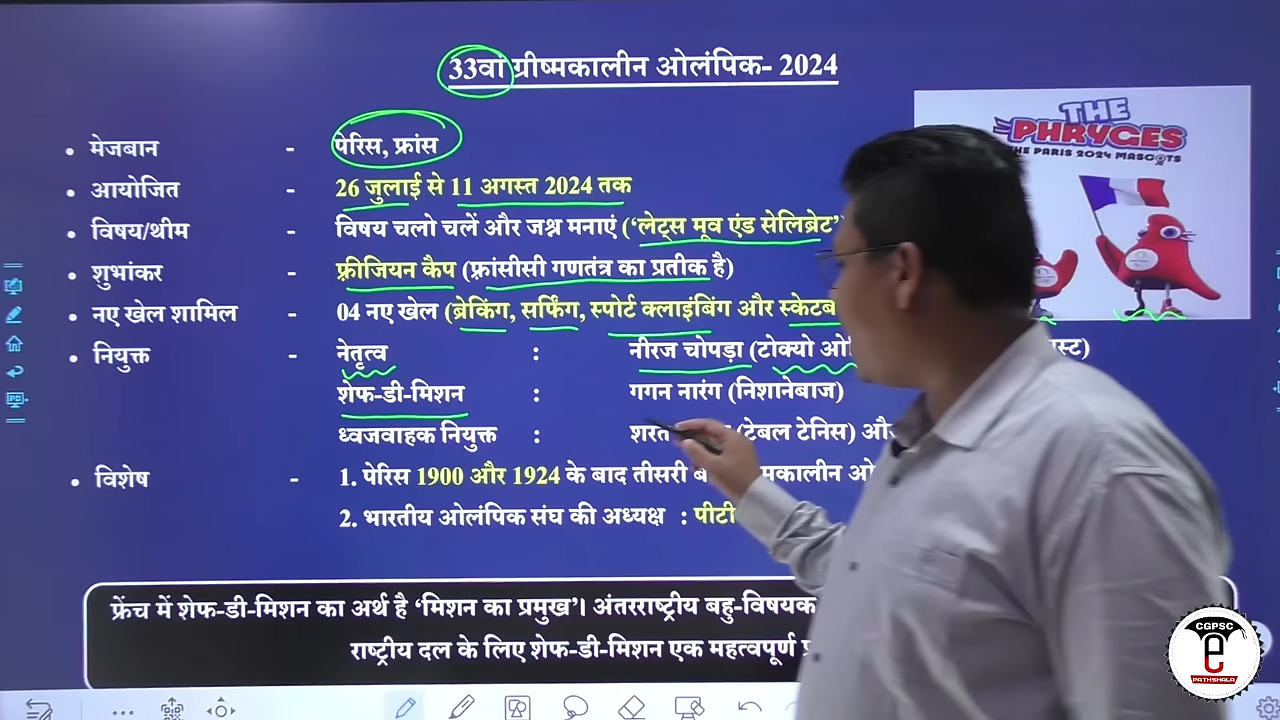 33वां ग्रीष्मकालीन ओलंपिक- 2024
THE
PHRYGES
THE PARIS 2024 MASCOTS
• मेजबान - पेरिस, फ्रांस
• आयोजित - 26 जुलाई से 11 अगस्त 2024 तक
• विषय/थीम - विषय चलो चलें और जश्न मनाएं (‘लेट्स मूव एंड सेलिब्रेट’
• शुभांकर - फ्रीजियन कैप (फ्रांसीसी गणतंत्र का प्रतीक है)
• नए खेल शामिल - 04 नए खेल (ब्रेकिंग, सर्फिंग, स्पोर्ट क्लाइंबिंग और स्केटब
• नियुक्त - नेतृत्व : नीरज चोपड़ा (टोक्यो
शेफ-डी-मिशन : गगन नारंग (निशानेबाज)
ध्वजवाहक नियुक्त : शरत (टेबल टेनिस)
• विशेष - 1. पेरिस 1900 और 1924 के बाद तीसरी
2. भारतीय ओलंपिक संघ की अध्यक्ष : पीटी
फ्रेंच में शेफ-डी-मिशन का अर्थ है ‘मिशन का प्रमुख’। अंतरराष्ट्रीय बहु-विषयक
राष्ट्रीय दल के लिए शेफ-डी-मिशन एक महत्वपूर्ण
CGPSC
e
PATHSHALA